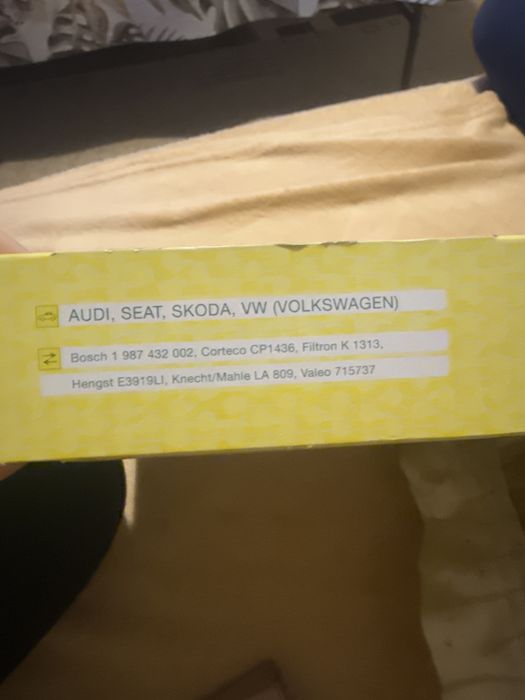 AUDI, SEAT, SKODA, VW (VOLKSWAGEN)
Bosch 1 987 432 002, Corteco CP1436, Filtron K 1313,
Hengst E3919LI, Knecht/Mahle LA 809, Valeo 715737